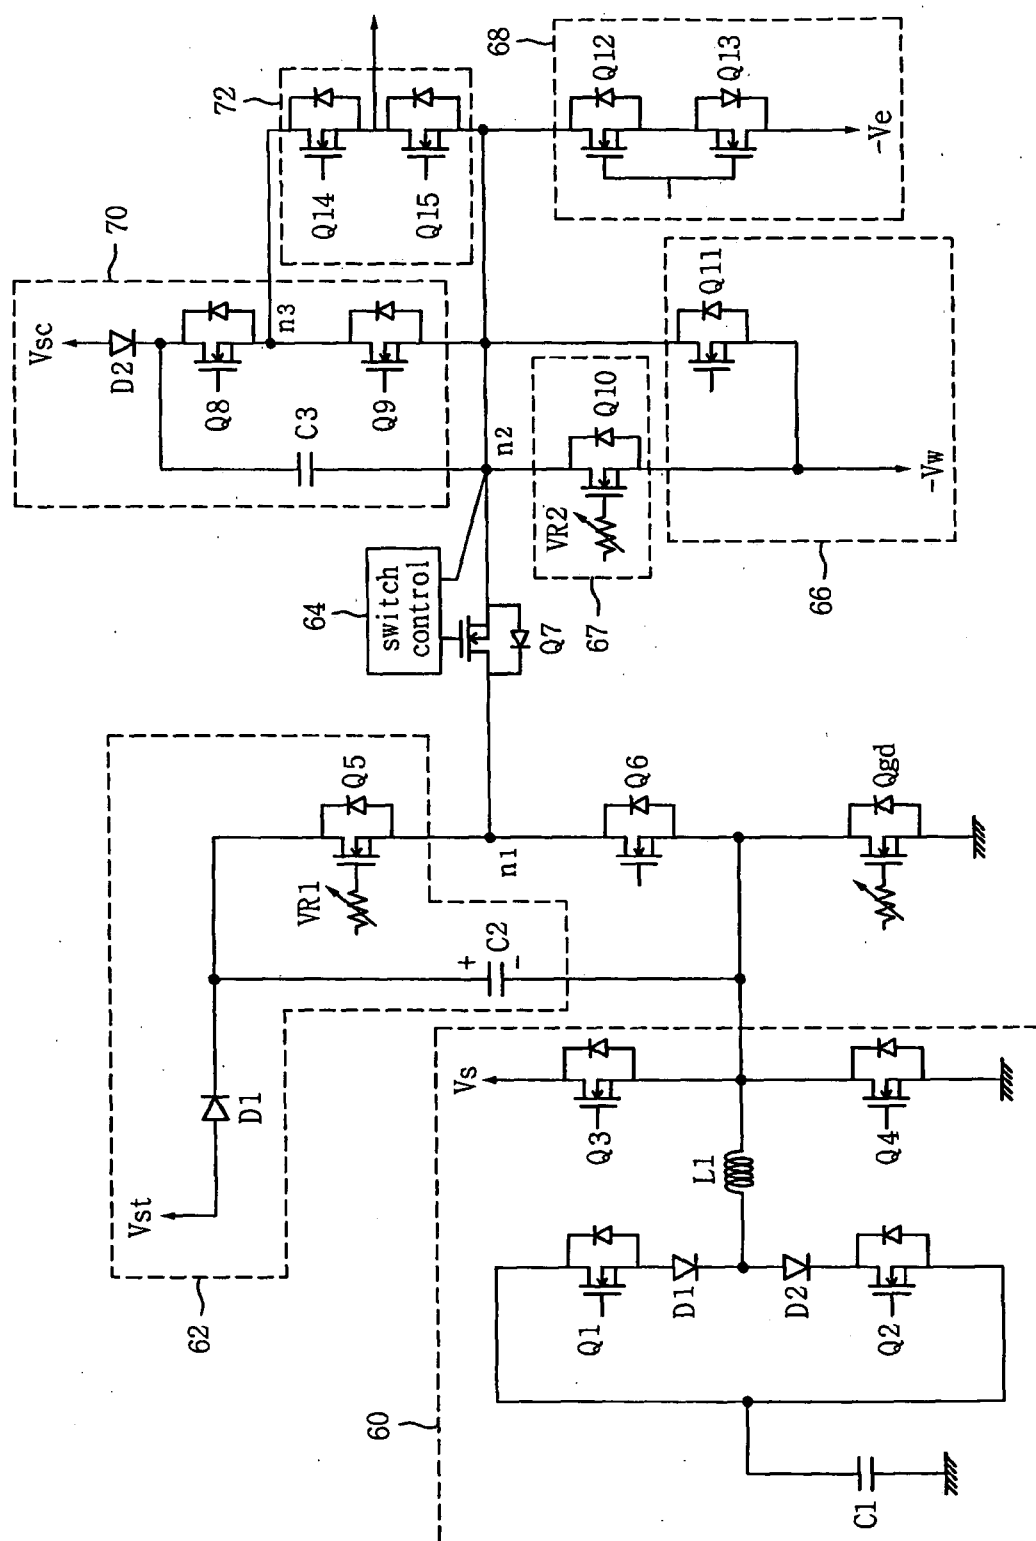 72
68
Q12
Q13
-Ve
Q14
Q15
70
Vsc
D2
n3
Q8
Q9
C3
n2
Q11
Q10
VR2
-Vw
66
67
64
switch
control
Q7
Q5
VR1
n1
Q6
Qgd
C2
+
-
D1
Vst
62
Vs
Q3
Q4
L1
Q1
D1
D2
Q2
60
C1